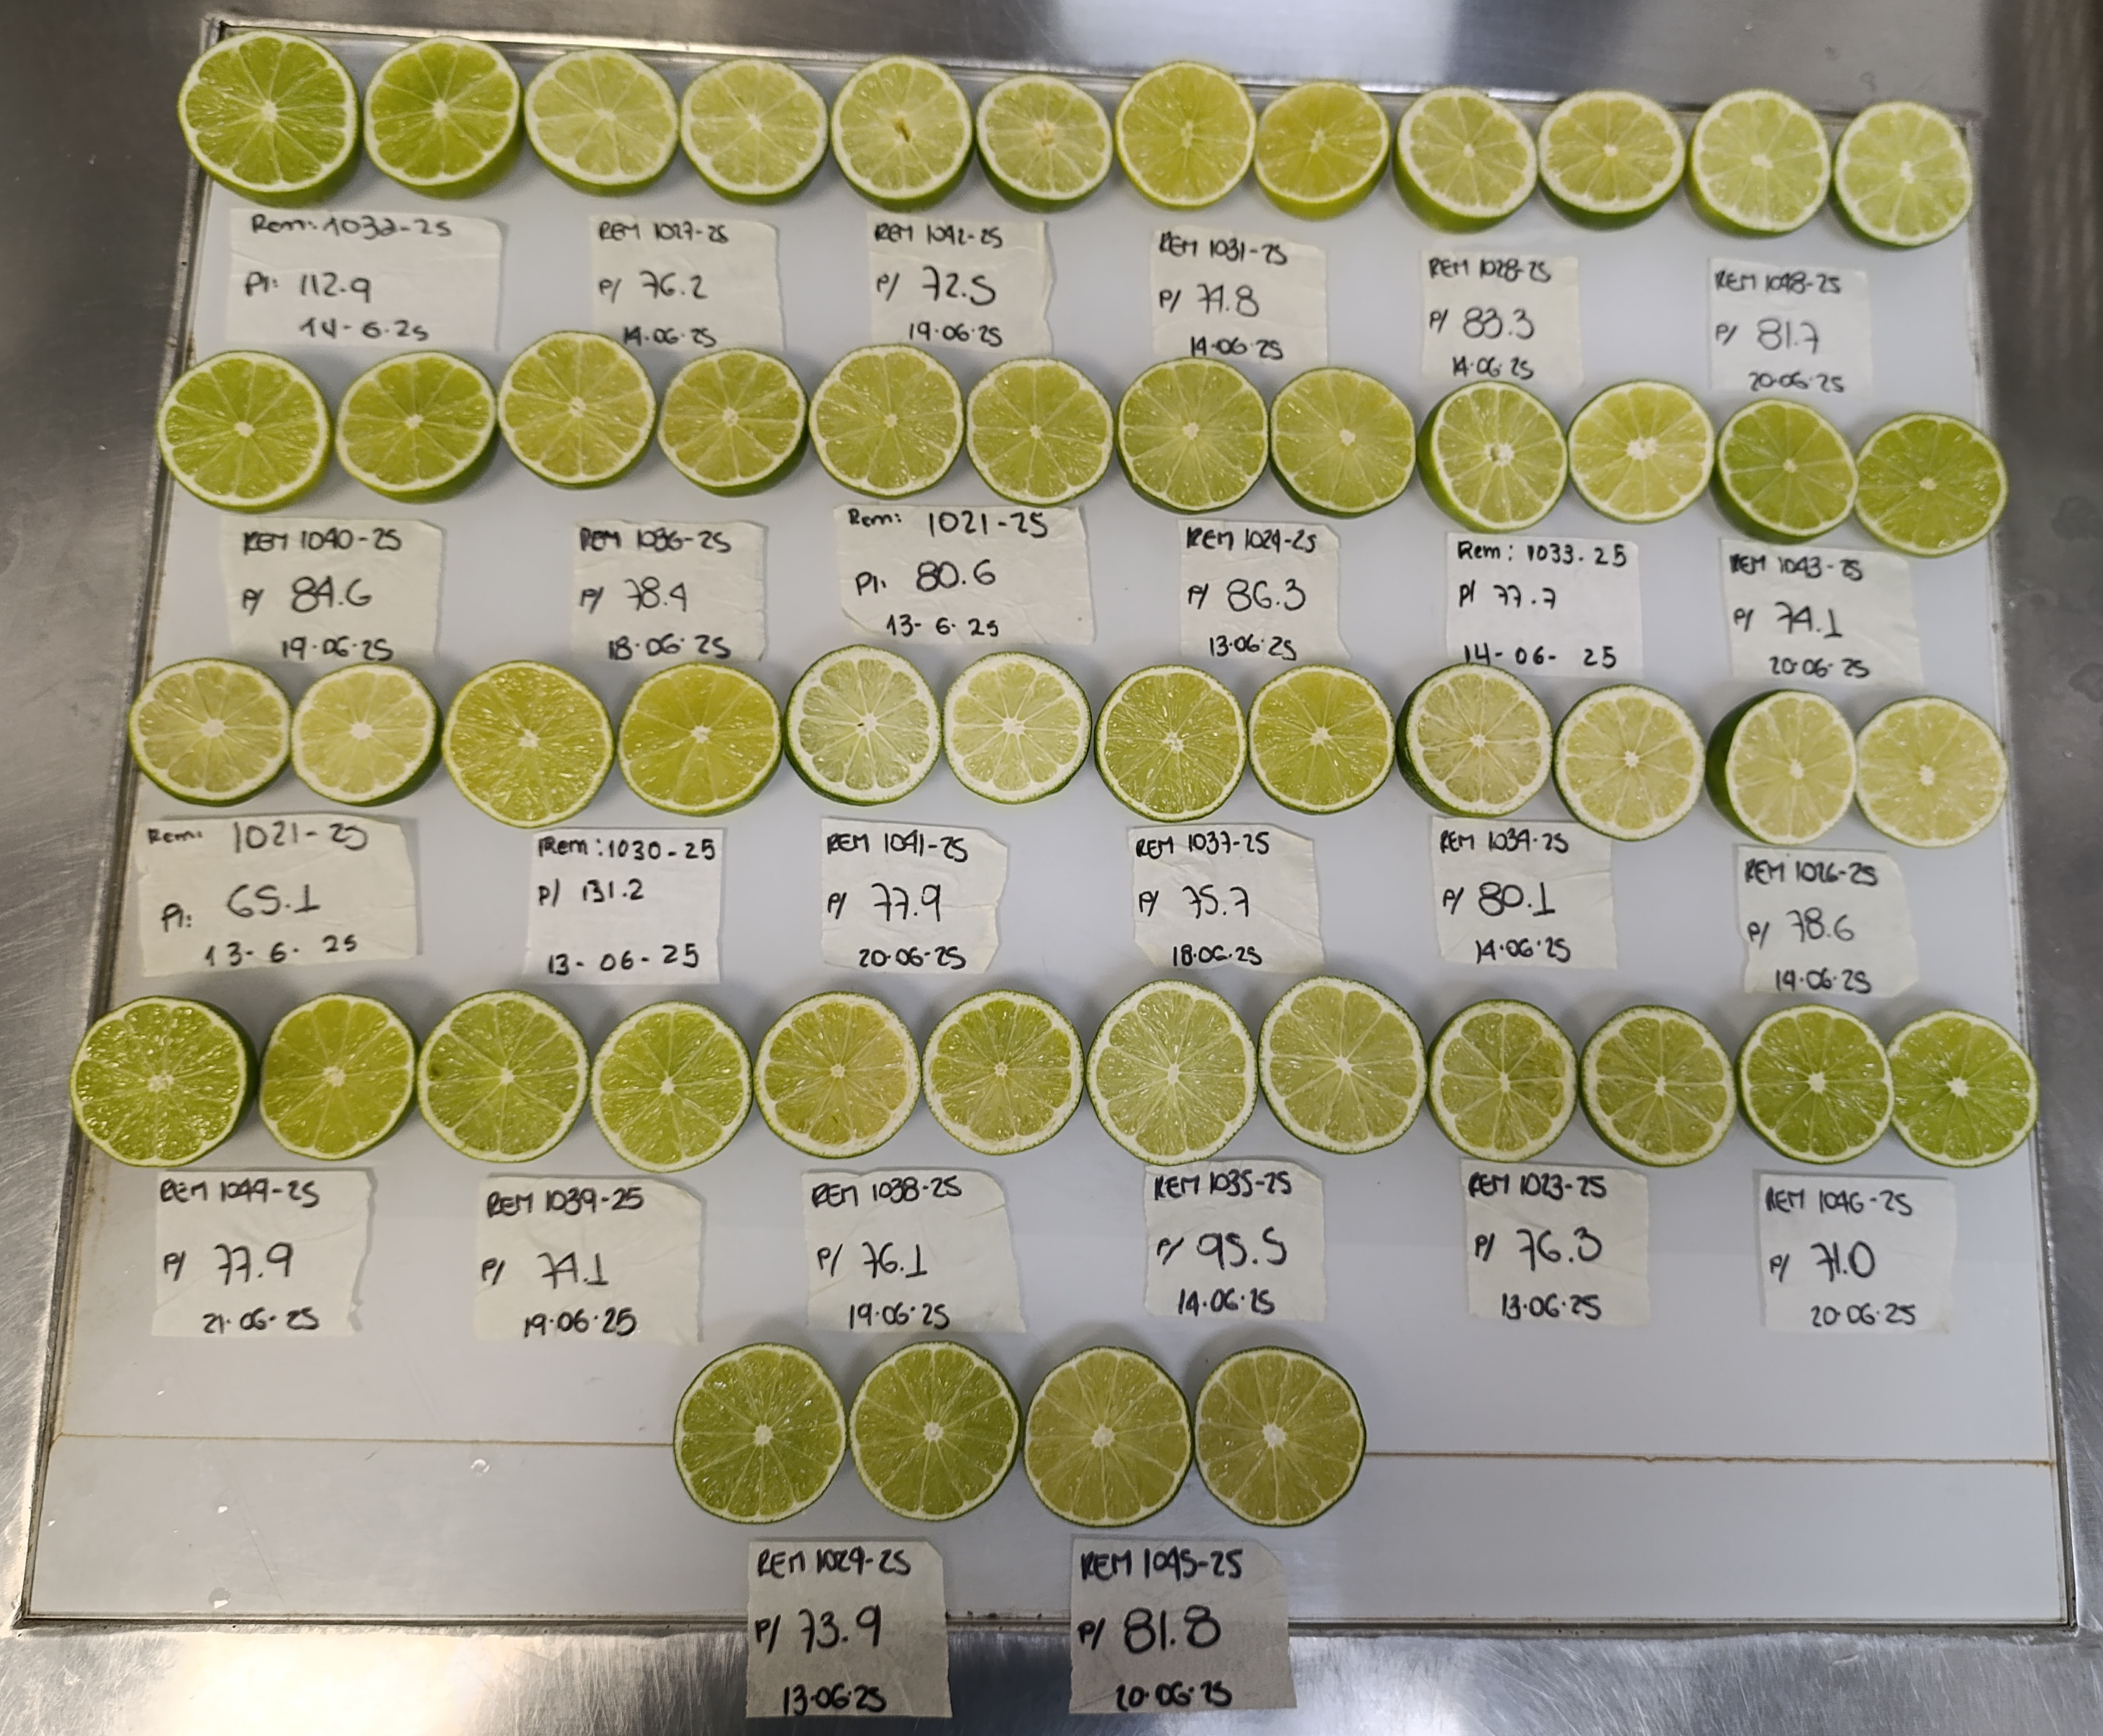 Rem: 1032-25
P1: 112.9
14-6-25
REM 1027-25
P/ 76.2
14.06.25
REM 1042-25
P/ 72.5
19.06.25
REM 1031-25
P/ 77.8
14.06.25
REM 1028-25
P/ 83.3
14.06.25
REM 1048-25
P/ 81.7
20.06.25
REM 1040-25
P/ 84.6
19.06.25
REM 1036-25
P/ 78.4
18.06.25
Rem: 1021-25
P1: 80.6
13-6-25
REM 1024-25
P/ 86.3
13.06.25
Rem: 1033.25
P/ 77.7
14-06-25
REM 1043-25
P/ 74.1
20.06.25
Rem: 1021-25
P1: 65.1
13-6-25
Rem: 1030-25
P/ 131.2
13-06-25
REM 1041-25
P/ 77.9
20.06-25
REM 1037-25
P/ 75.7
18.06.25
REM 1034-25
P/ 80.1
14.06.25
REM 1026-25
P/ 78.6
14.06.25
REM 1044-25
P/ 77.9
21.06-25
REM 1039-25
P/ 74.1
19.06.25
REM 1038-25
P/ 76.1
19.06.25
REM 1035-25
P/ 95.5
14.06.25
REM 1023-25
P/ 76.3
13.06.25
REM 1046-25
P/ 71.0
20.06.25
REM 1029-25
P/ 73.9
13.06.25
REM 1045-25
P/ 81.8
20.06.25